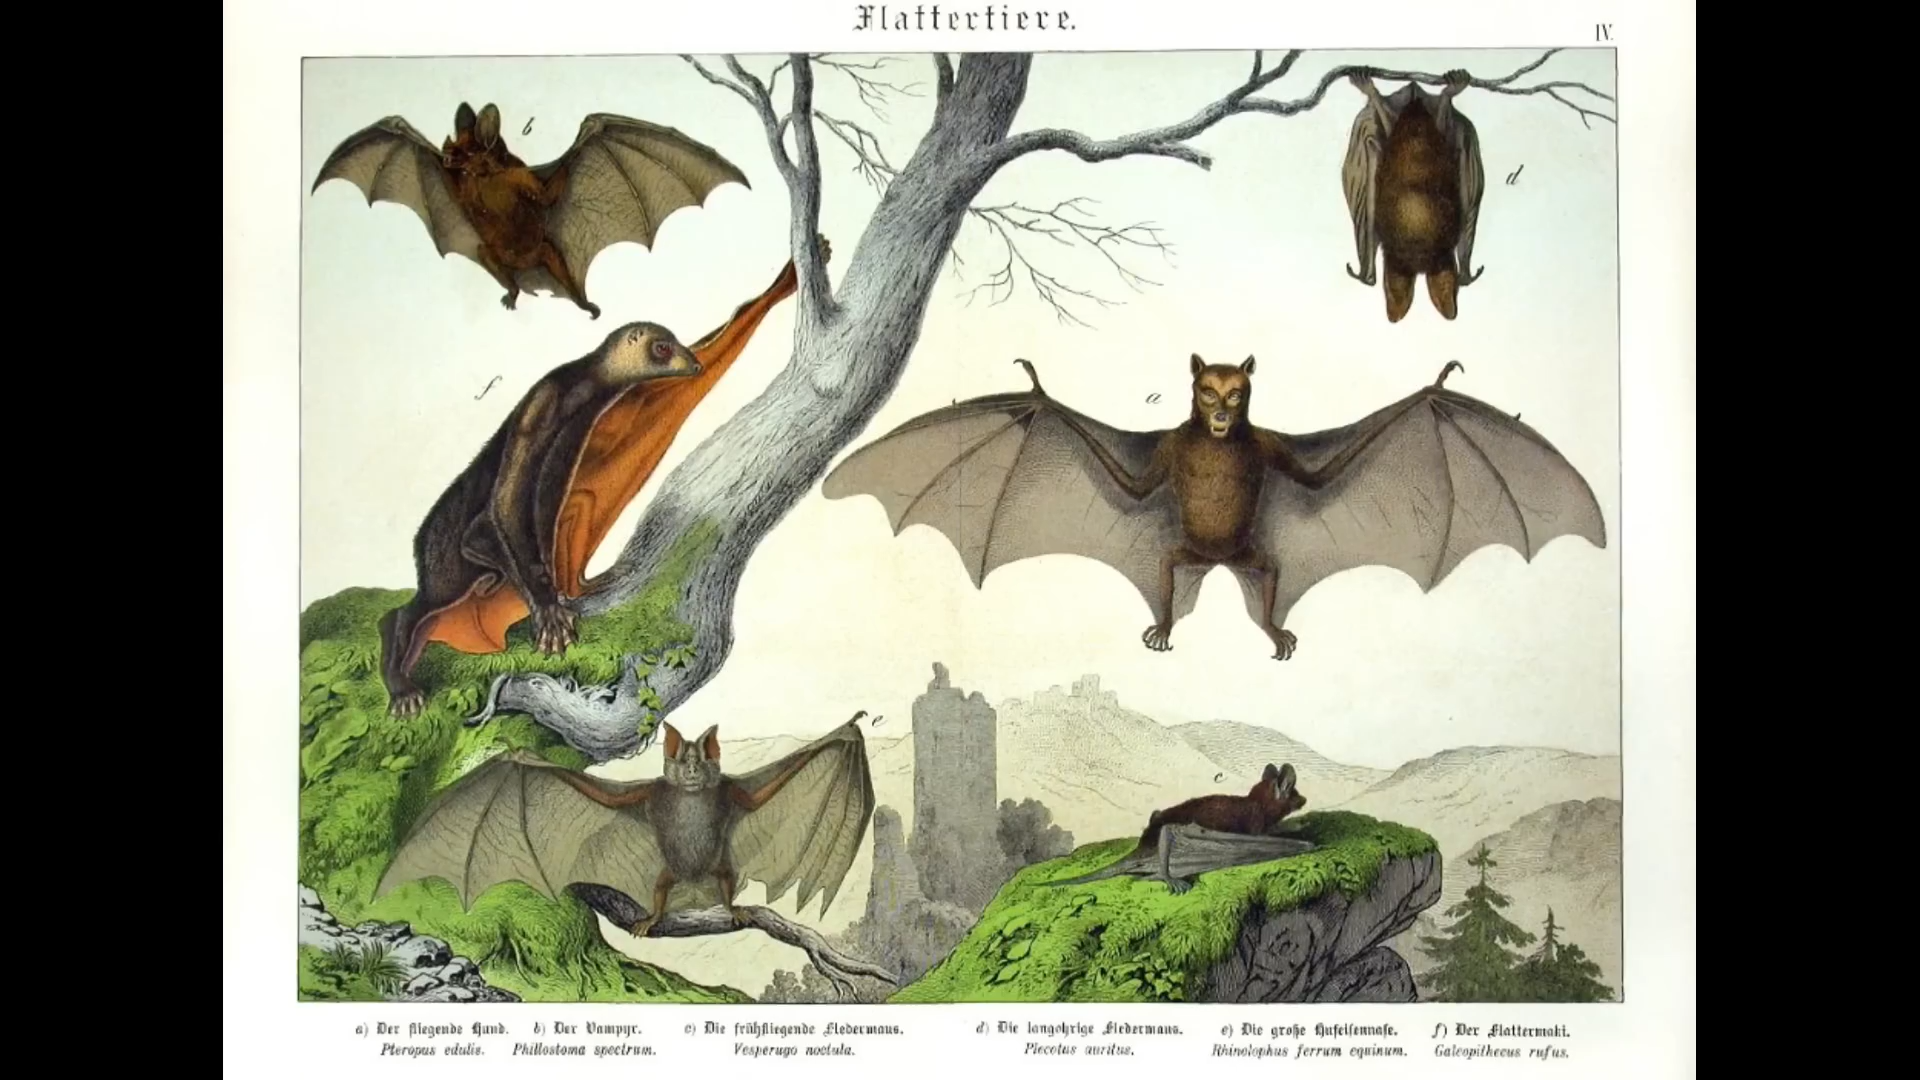 Flattertiere.
IV.
b
d
f
a
e
c
a) Der fliegende Hund. b) Der Vampyr. c) Die frühfliegende Fledermaus. d) Die langohrige Fledermaus. e) Die große Hufeisennase. f) Der Flattermaki.
Pteropus edulis. Phillostoma spectrum. Vesperugo noctula. Plecotus auritus. Rhinolophus ferrum equinum. Galeopithecus rufus.